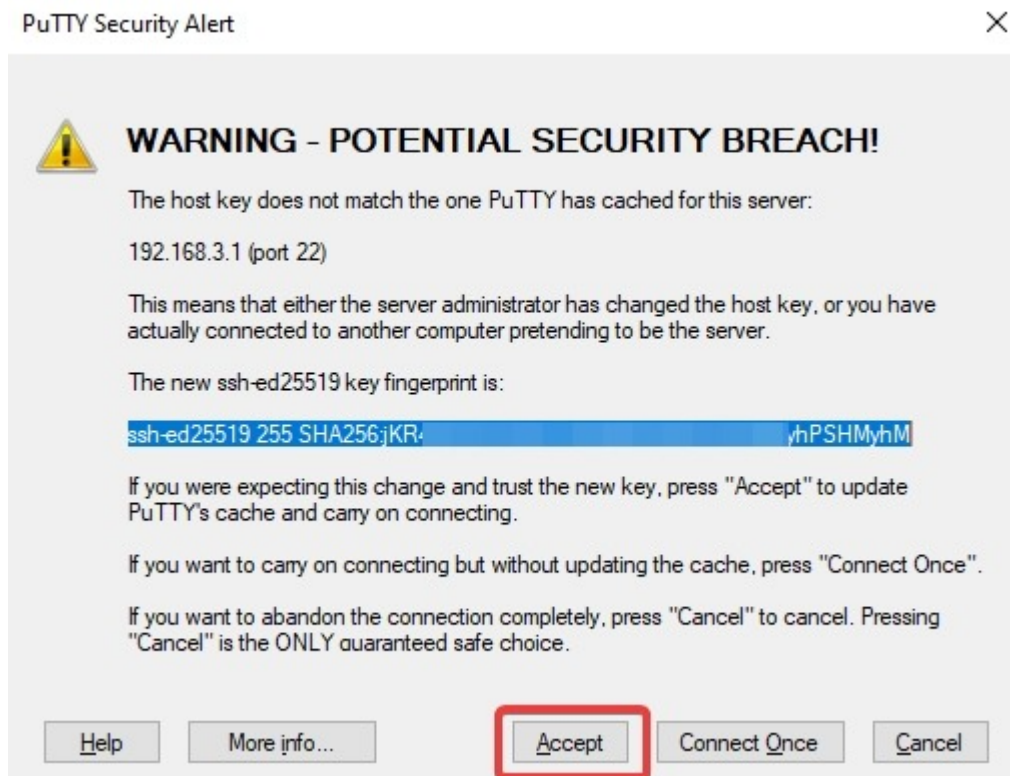 PuTTY Security Alert
WARNING - POTENTIAL SECURITY BREACH!
The host key does not match the one PuTTY has cached for this server:
192.168.3.1 (port 22)
This means that either the server administrator has changed the host key, or you have
actually connected to another computer pretending to be the server.
The new ssh-ed25519 key fingerprint is:
ssh-ed25519 255 SHA256:jKR yhPSHMyhM
If you were expecting this change and trust the new key, press "Accept" to update
PuTTY's cache and carry on connecting.
If you want to carry on connecting but without updating the cache, press "Connect Once".
If you want to abandon the connection completely, press "Cancel" to cancel. Pressing
"Cancel" is the ONLY guaranteed safe choice.
Help More info... Accept Connect Once Cancel